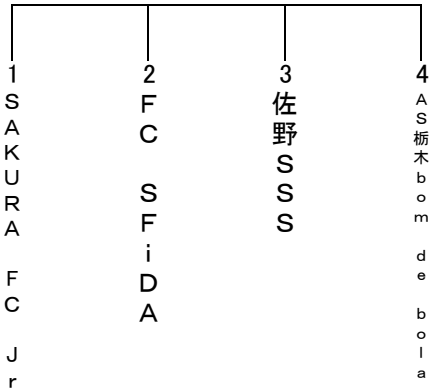 1
SAKURA FC Jr
2
FC SFiDA
3
佐野SSS
4
AS栃木bom de bola